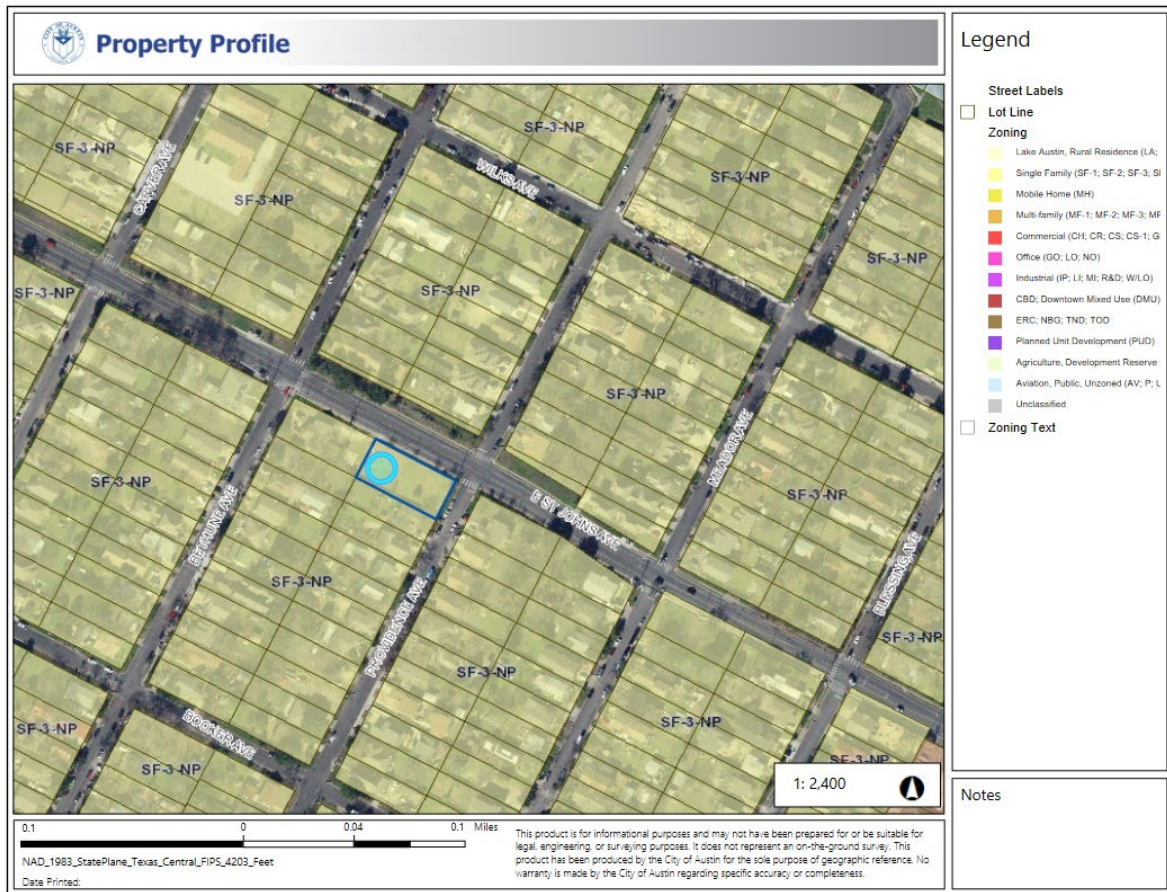 Property Profile
SF-3-NP
CARVER AVE
SF-3-NP
SF-3-NP
WILKS AVE
SF-3-NP
SF-3-NP
SF-3-NP
SF-3-NP
SF-3-NP
SF-3-NP
SF-3-NP
MEADOR AVE
SF-3-NP
BETHUNE AVE
E ST JOHNS AVE
SF-3-NP
PROVIDENCE AVE
BLESSING AVE
SF-3-NP
SF-3-NP
SF-3-NP
SF-3-NP
BOOKER AVE
SF-3-NP
SF-3-NP
1: 2,400
Legend
Street Labels
Lot Line
Zoning
Lake Austin, Rural Residence (LA;
Single Family (SF-1; SF-2; SF-3; SI
Mobile Home (MH)
Multi-family (MF-1; MF-2; MF-3; MF
Commercial (CH; CR; CS; CS-1; GI
Office (GO; LO; NO)
Industrial (IP; LI; MI; R&D; W/LO)
CBD; Downtown Mixed Use (DMU)
ERC; NBG; TND; TOD
Planned Unit Development (PUD)
Agriculture, Development Reserve
Aviation, Public, Unzoned (AV; P; U
Unclassified
Zoning Text
Notes
0.1 0 0.04 0.1 Miles
NAD_1983_StatePlane_Texas_Central_FIPS_4203_Feet
Date Printed:
This product is for informational purposes and may not have been prepared for or be suitable for
legal, engineering, or surveying purposes. It does not represent an on-the-ground survey. This
product has been produced by the City of Austin for the sole purpose of geographic reference. No
warranty is made by the City of Austin regarding specific accuracy or completeness.